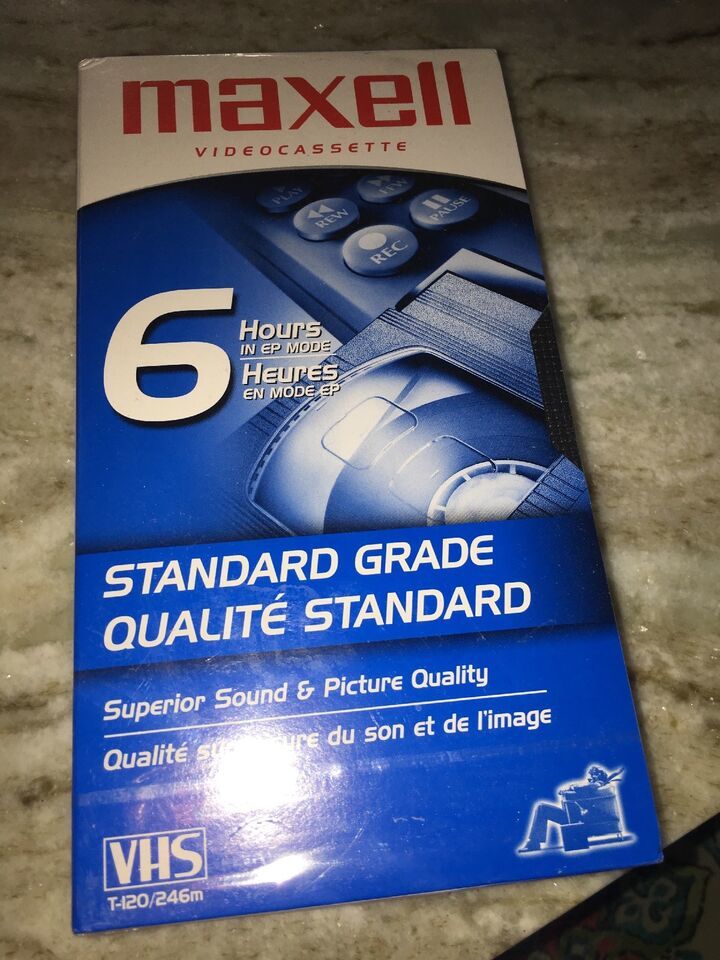 maxell
VIDEOCASSETTE
PLAY
FFW
REW
PAUSE
REC
6
Hours
IN EP MODE
Heures
EN MODE EP
STANDARD GRADE
QUALITÉ STANDARD
Superior Sound & Picture Quality
Qualité du son et de l'image
VHS
T-120/246m